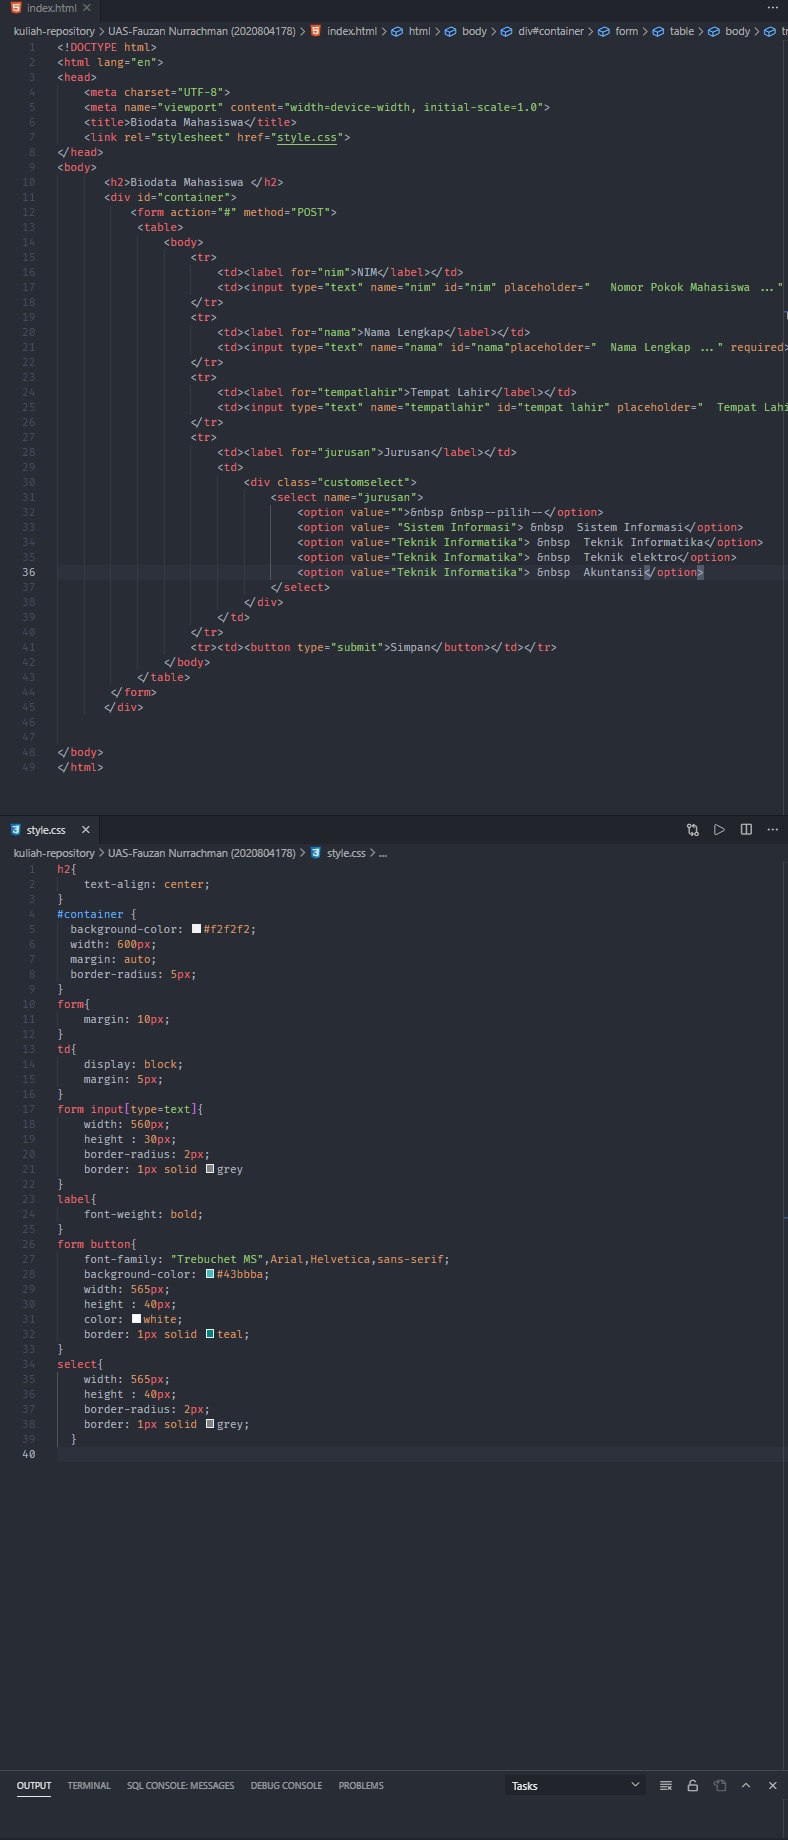 index.html
kuliah-repository > UAS-Fauzan Nurrachman (2020804178) > index.html > html > body > div#container > form > table > body > tr
1 <!DOCTYPE html>
2 <html lang="en">
3 <head>
4 <meta charset="UTF-8">
5 <meta name="viewport" content="width=device-width, initial-scale=1.0">
6 <title>Biodata Mahasiswa</title>
7 <link rel="stylesheet" href="style.css">
8 </head>
9 <body>
10 <h2>Biodata Mahasiswa </h2>
11 <div id="container">
12 <form action="#" method="POST">
13 <table>
14 <body>
15 <tr>
16 <td><label for="nim">NIM</label></td>
17 <td><input type="text" name="nim" id="nim" placeholder="   Nomor Pokok Mahasiswa ..."
18 </tr>
19 <tr>
20 <td><label for="nama">Nama Lengkap</label></td>
21 <td><input type="text" name="nama" id="nama"placeholder="  Nama Lengkap ..." required>
22 </tr>
23 <tr>
24 <td><label for="tempatlahir">Tempat Lahir</label></td>
25 <td><input type="text" name="tempatlahir" id="tempat lahir" placeholder="  Tempat Lahi
26 </tr>
27 <tr>
28 <td><label for="jurusan">Jurusan</label></td>
29 <td>
30 <div class="customselect">
31 <select name="jurusan">
32 <option value="">&nbsp &nbsp--pilih--</option>
33 <option value= "Sistem Informasi"> &nbsp  Sistem Informasi</option>
34 <option value="Teknik Informatika"> &nbsp  Teknik Informatika</option>
35 <option value="Teknik Informatika"> &nbsp  Teknik elektro</option>
36 <option value="Teknik Informatika"> &nbsp  Akuntansi</option>
37 </select>
38 </div>
39 </td>
40 </tr>
41 <tr><td><button type="submit">Simpan</button></td></tr>
42 </body>
43 </table>
44 </form>
45 </div>
46
47
48 </body>
49 </html>
style.css
kuliah-repository > UAS-Fauzan Nurrachman (2020804178) > style.css > ...
1 h2{
2 text-align: center;
3 }
4 #container {
5 background-color: #f2f2f2;
6 width: 600px;
7 margin: auto;
8 border-radius: 5px;
9 }
10 form{
11 margin: 10px;
12 }
13 td{
14 display: block;
15 margin: 5px;
16 }
17 form input[type=text]{
18 width: 560px;
19 height : 30px;
20 border-radius: 2px;
21 border: 1px solid grey
22 }
23 label{
24 font-weight: bold;
25 }
26 form button{
27 font-family: "Trebuchet MS",Arial,Helvetica,sans-serif;
28 background-color: #43bbba;
29 width: 565px;
30 height : 40px;
31 color: white;
32 border: 1px solid teal;
33 }
34 select{
35 width: 565px;
36 height : 40px;
37 border-radius: 2px;
38 border: 1px solid grey;
39 }
40
OUTPUT TERMINAL SQL CONSOLE: MESSAGES DEBUG CONSOLE PROBLEMS Tasks